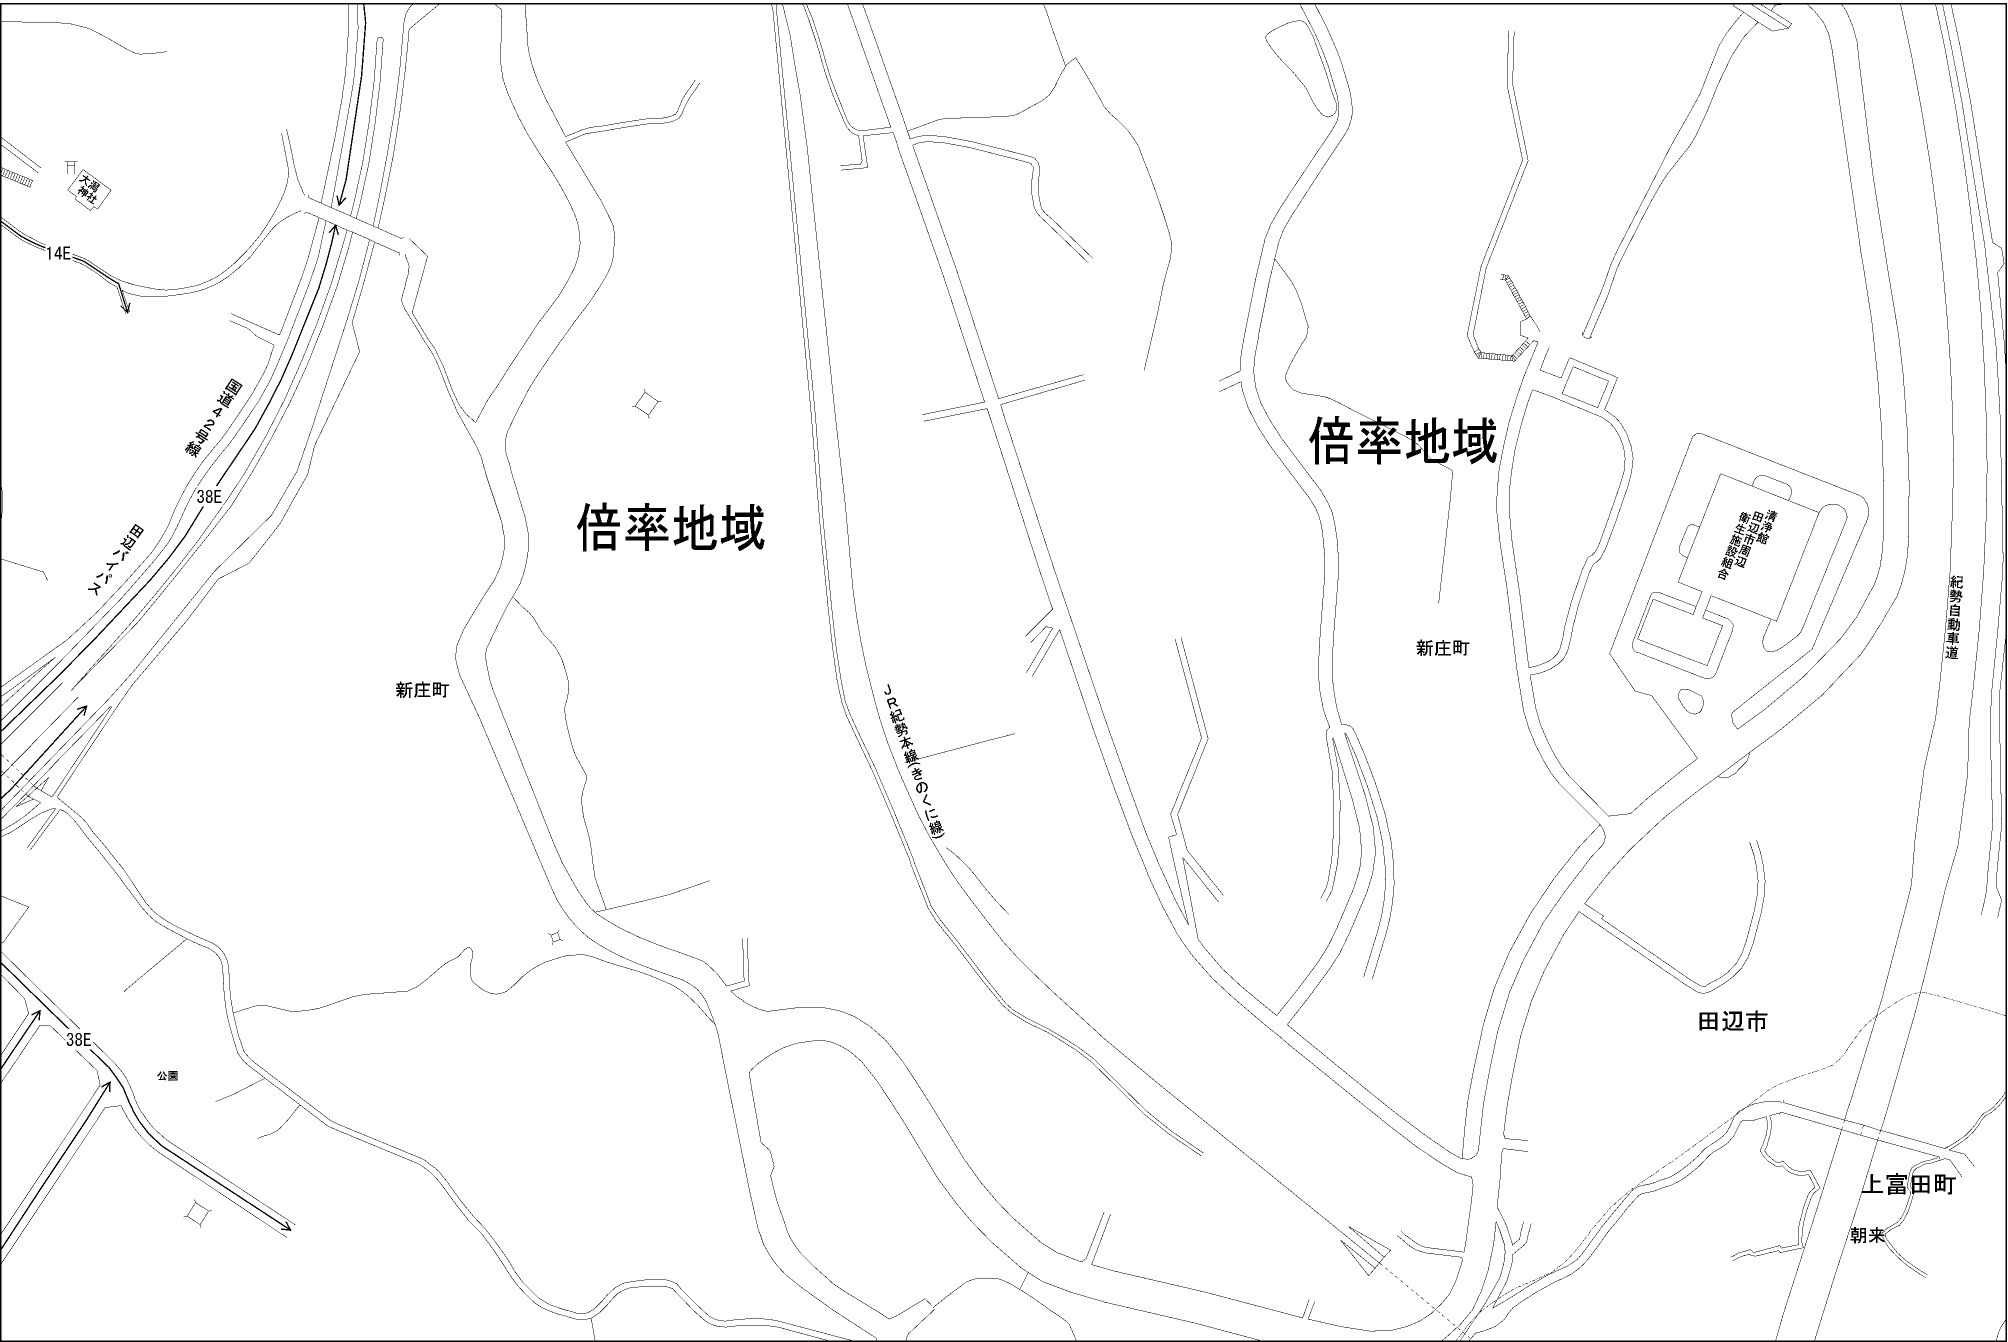 大潟
神社
14E
国道42号線
38E
田辺バイパス
倍率地域
倍率地域
清浄館
田辺市周辺
衛生施設組合
紀勢自動車道
新庄町
新庄町
JR紀勢本線(きのくに線)
田辺市
38E
公園
上富田町
朝来